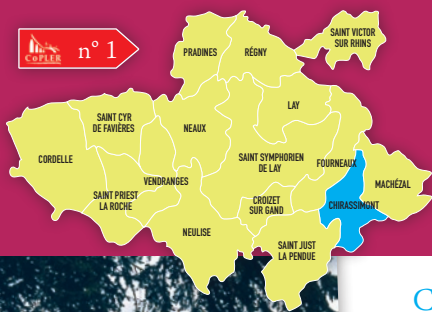 CoPLER
n° 1
SAINT VICTOR
SUR RHINS
PRADINES
RÉGNY
LAY
SAINT CYR
DE FAVIÈRES
NEAUX
CORDELLE
SAINT SYMPHORIEN
DE LAY
FOURNEAUX
MACHÉZAL
VENDRANGES
SAINT PRIEST
LA ROCHE
CROIZET
SUR GAND
CHIRASSIMONT
NEULISE
SAINT JUST
LA PENDUE
C